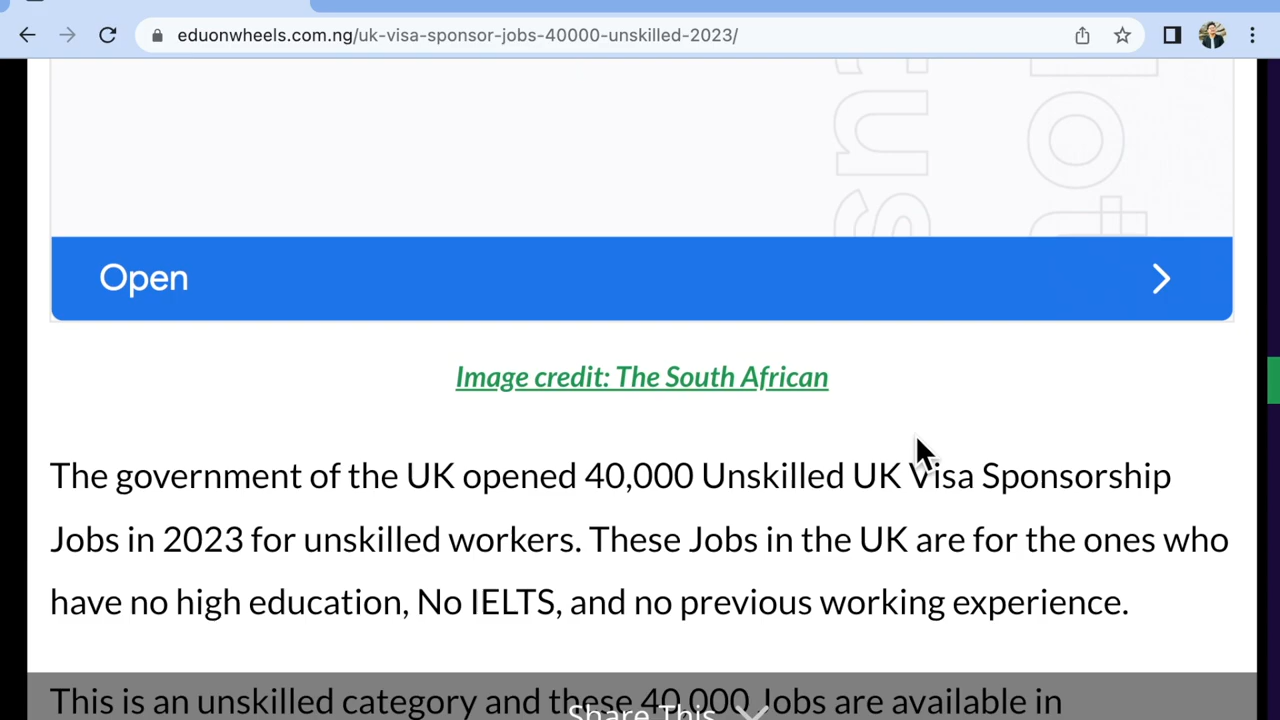 eduonwheels.com.ng/uk-visa-sponsor-jobs-40000-unskilled-2023/
Open
Image credit: The South African
The government of the UK opened 40,000 Unskilled UK Visa Sponsorship
Jobs in 2023 for unskilled workers. These Jobs in the UK are for the ones who
have no high education, No IELTS, and no previous working experience.
This is an unskilled category and these 40,000 Jobs are available in
Share This